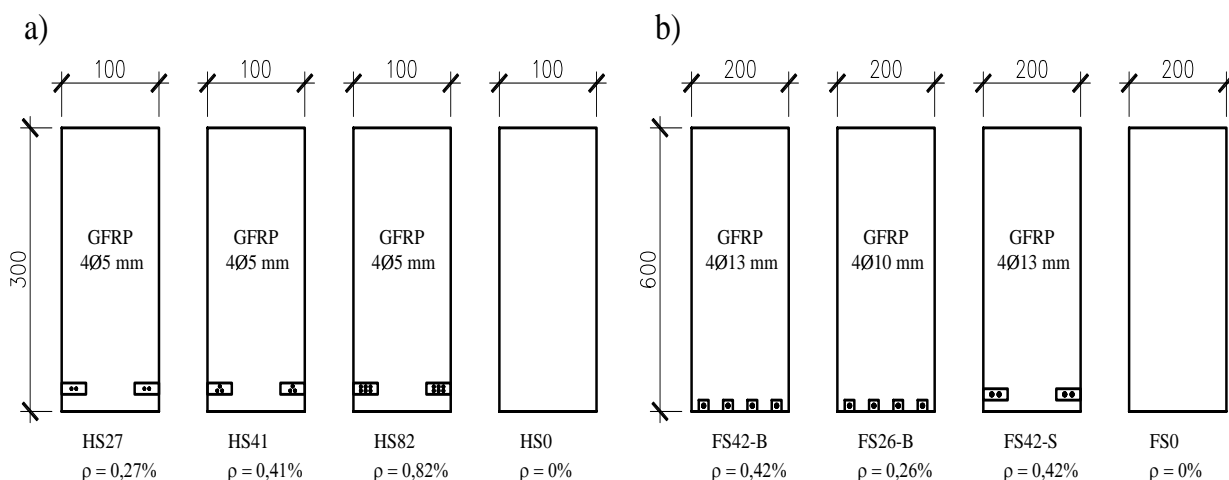 a)
b)
100
100
100
100
200
200
200
200
300
GFRP
4Ø5 mm
GFRP
4Ø5 mm
GFRP
4Ø5 mm
600
GFRP
4Ø13 mm
GFRP
4Ø10 mm
GFRP
4Ø13 mm
HS27
ρ = 0,27%
HS41
ρ = 0,41%
HS82
ρ = 0,82%
HS0
ρ = 0%
FS42-B
ρ = 0,42%
FS26-B
ρ = 0,26%
FS42-S
ρ = 0,42%
FS0
ρ = 0%